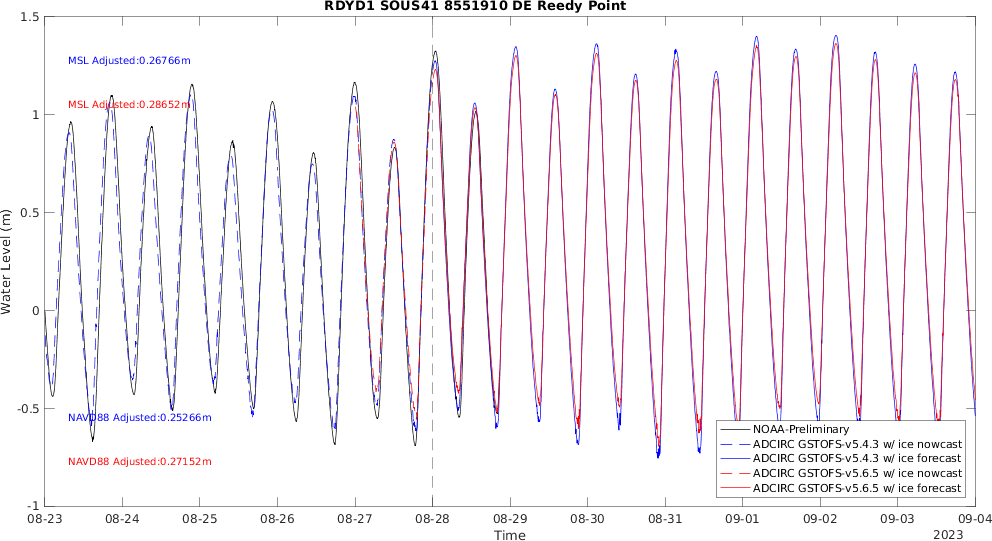 RDYD1 SOUS41 8551910 DE Reedy Point
1.5
1
0.5
0
-0.5
-1
Water Level (m)
MSL Adjusted:0.26766m
MSL Adjusted:0.28652m
NAVD88 Adjusted:0.25266m
NAVD88 Adjusted:0.27152m
NOAA-Preliminary
ADCIRC GSTOFS-v5.4.3 w/ ice nowcast
ADCIRC GSTOFS-v5.4.3 w/ ice forecast
ADCIRC GSTOFS-v5.6.5 w/ ice nowcast
ADCIRC GSTOFS-v5.6.5 w/ ice forecast
08-23 08-24 08-25 08-26 08-27 08-28 08-29 08-30 08-31 09-01 09-02 09-03 09-04
Time
2023